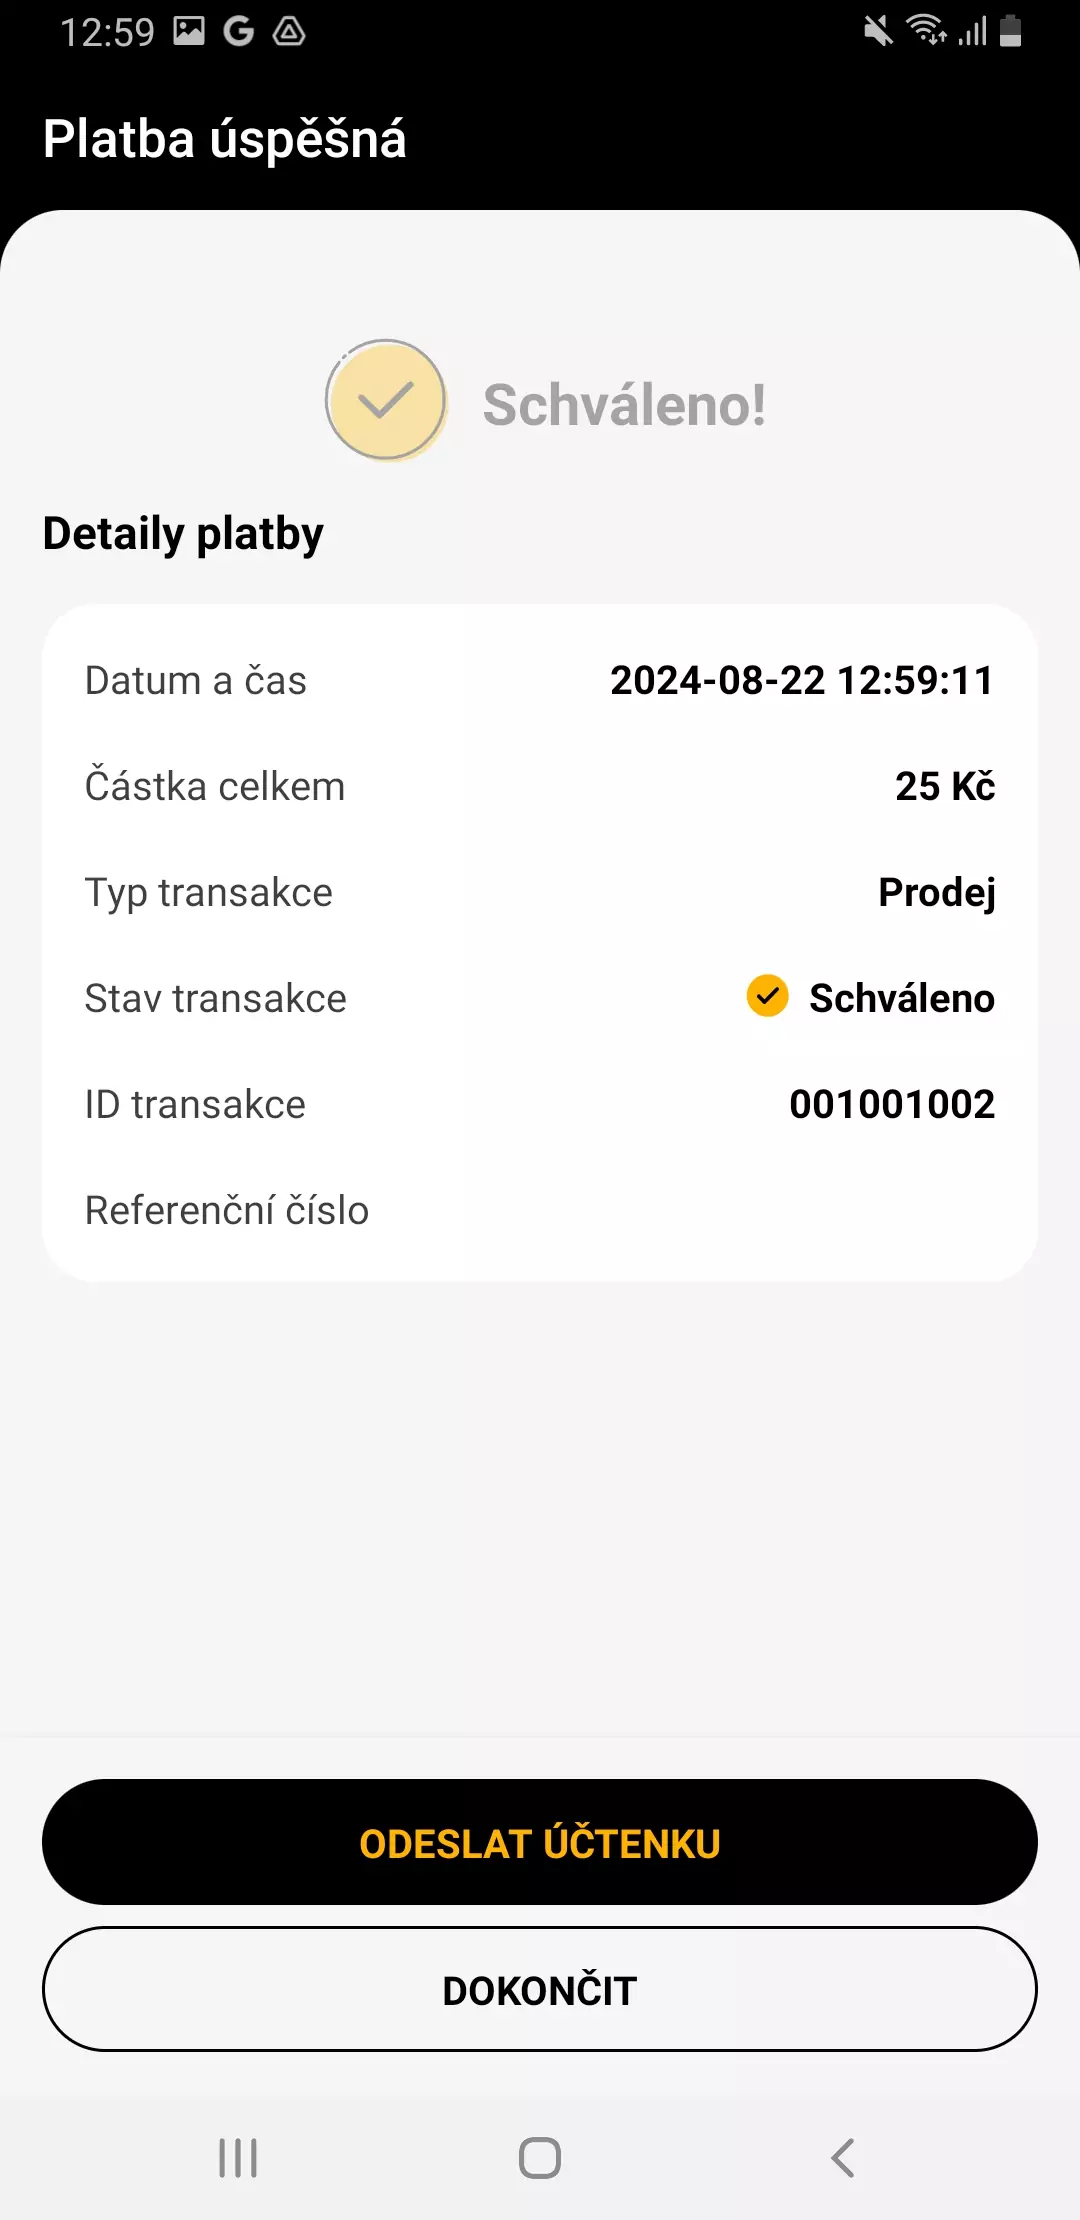 12:59
Platba úspěšná
Schváleno!
Detaily platby
Datum a čas 2024-08-22 12:59:11
Částka celkem 25 Kč
Typ transakce Prodej
Stav transakce Schváleno
ID transakce 001001002
Referenční číslo
ODESLAT ÚČTENKU
DOKONČIT